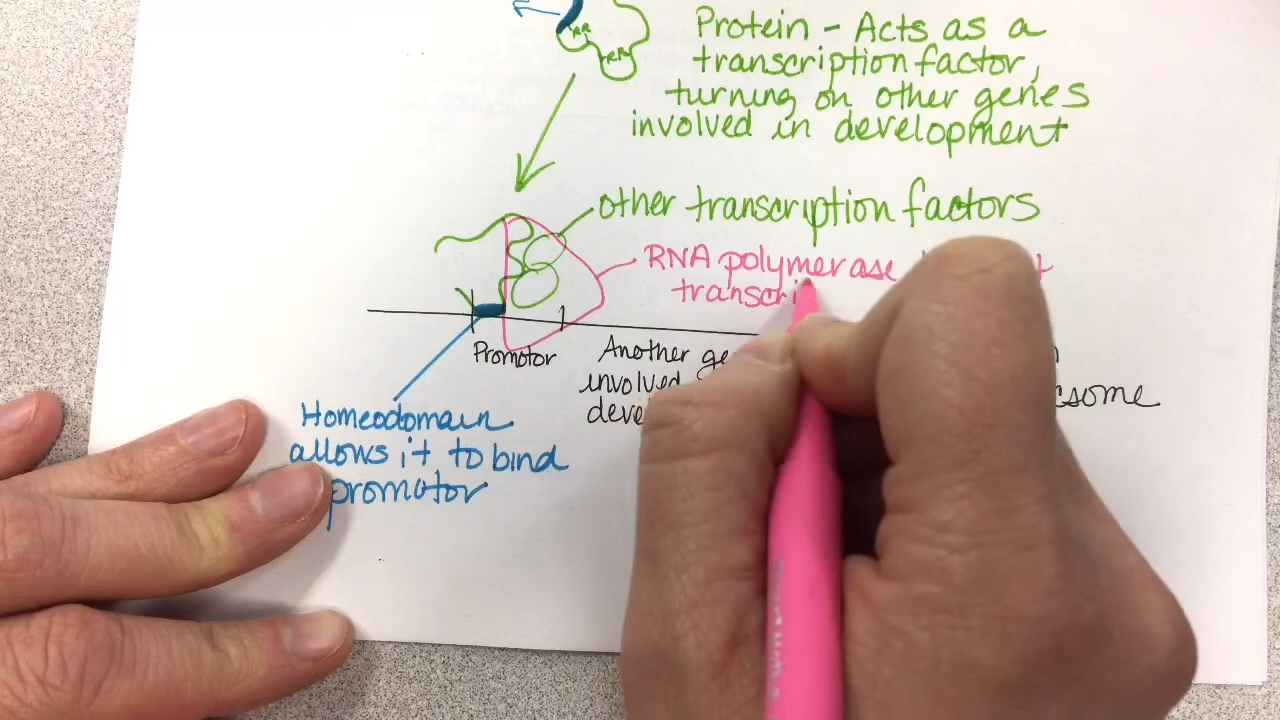 Protein - Acts as a
transcription factor,
turning on other genes
involved in development
other transcription factors
RNA polymerase
transcri
Promotor
Another
involved
Homeodomain
allows it to bind
promotor